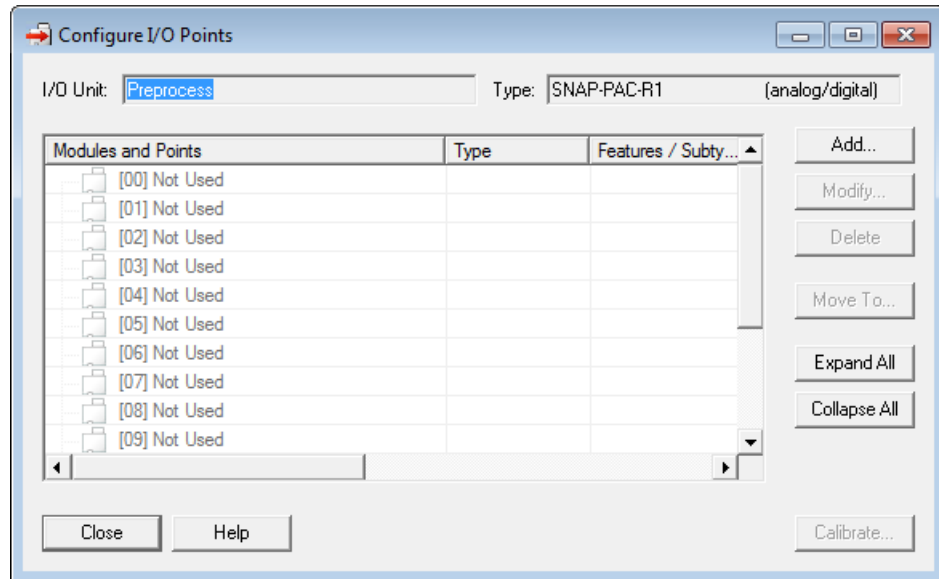 Configure I/O Points
I/O Unit: Preprocess Type: SNAP-PAC-R1 (analog/digital)
Modules and Points Type Features / Subty...
[00] Not Used
[01] Not Used
[02] Not Used
[03] Not Used
[04] Not Used
[05] Not Used
[06] Not Used
[07] Not Used
[08] Not Used
[09] Not Used
Add...
Modify...
Delete
Move To...
Expand All
Collapse All
Close Help Calibrate...